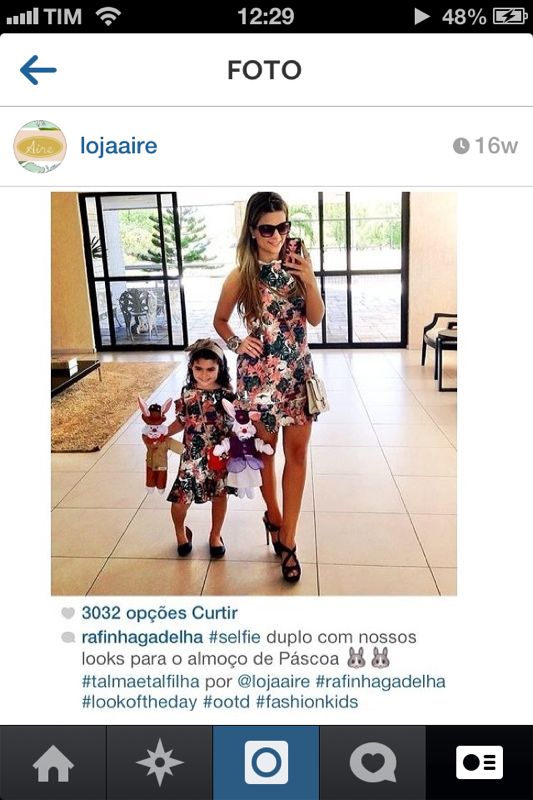 TIM 12:29 48%
FOTO
Aire
lojaaire 16w
3032 opções Curtir
rafinhagadelha #selfie duplo com nossos
looks para o almoço de Páscoa 🐰🐰
#talmaetalfilha por @lojaaire #rafinhagadelha
#lookoftheday #ootd #fashionkids